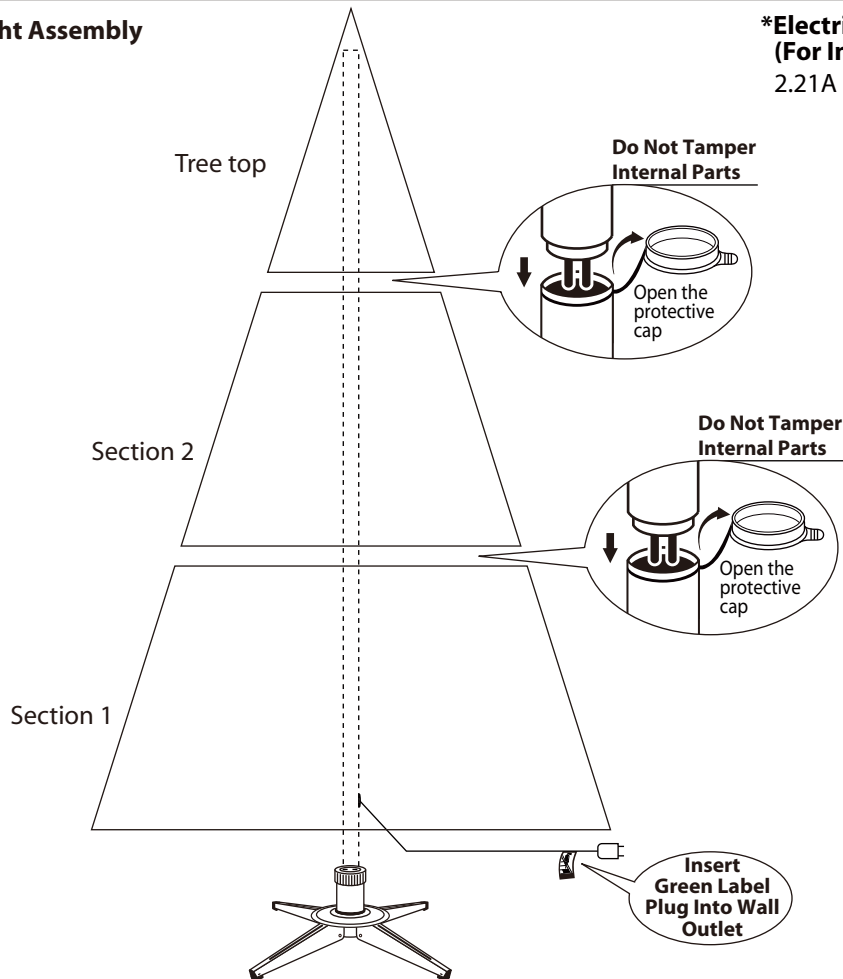 ht Assembly
*Electri
(For In
2.21A
Tree top
Do Not Tamper
Internal Parts
Open the
protective
cap
Section 2
Do Not Tamper
Internal Parts
Open the
protective
cap
Section 1
Insert
Green Label
Plug Into Wall
Outlet